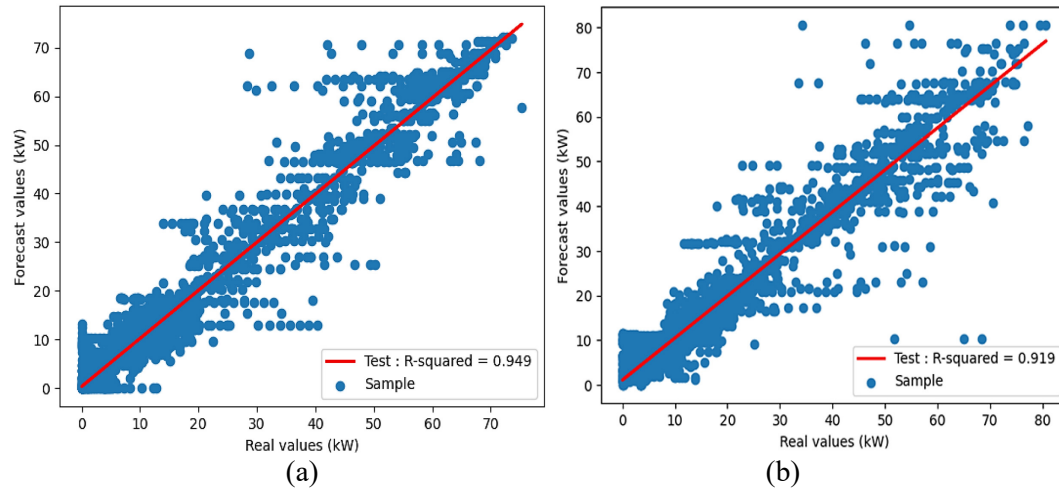 70
60
50
40
30
20
10
0
Forecast values (kW)
Test : R-squared = 0.949
Sample
0 10 20 30 40 50 60 70
Real values (kW)
(a)
80
70
60
50
40
30
20
10
0
Forecast values (kW)
Test : R-squared = 0.919
Sample
0 10 20 30 40 50 60 70 80
Real values (kW)
(b)